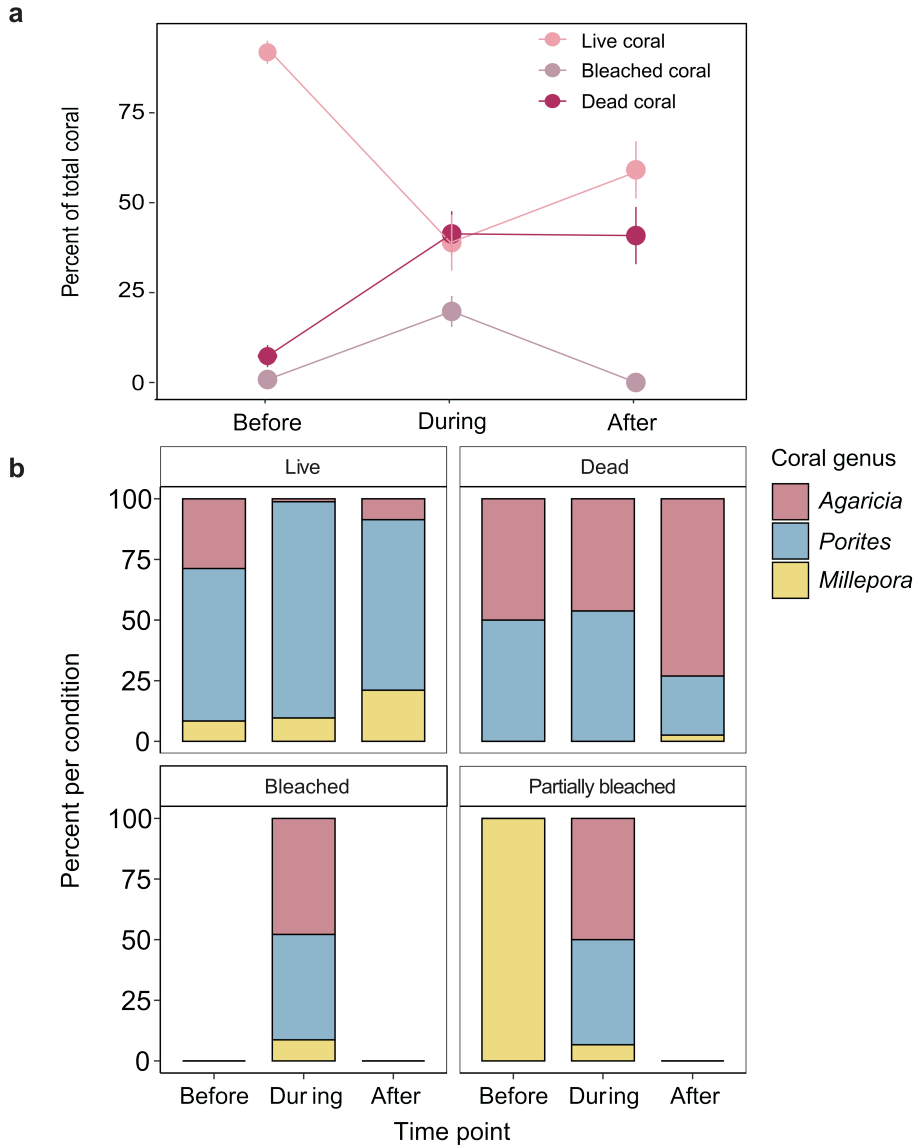 a
Live coral
Bleached coral
Dead coral
Percent of total coral
75
50
25
0
Before During After
b
Live Dead
Coral genus
Agaricia
Porites
Millepora
100
75
50
25
0
Percent per condition
Bleached Partially bleached
100
75
50
25
0
Before During After Before During After
Time point